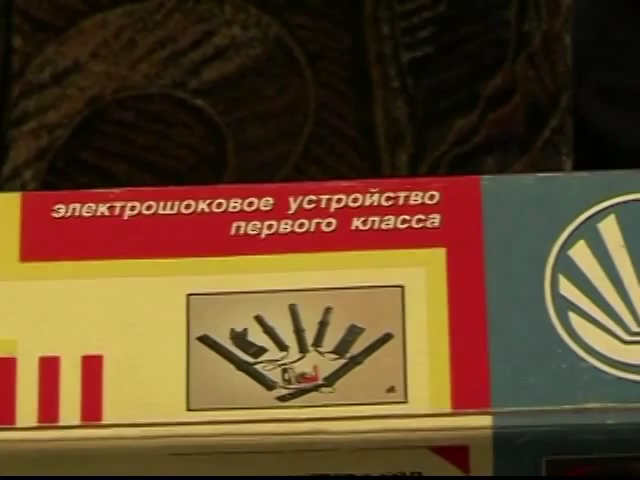 электрошоковое устройство
первого класса